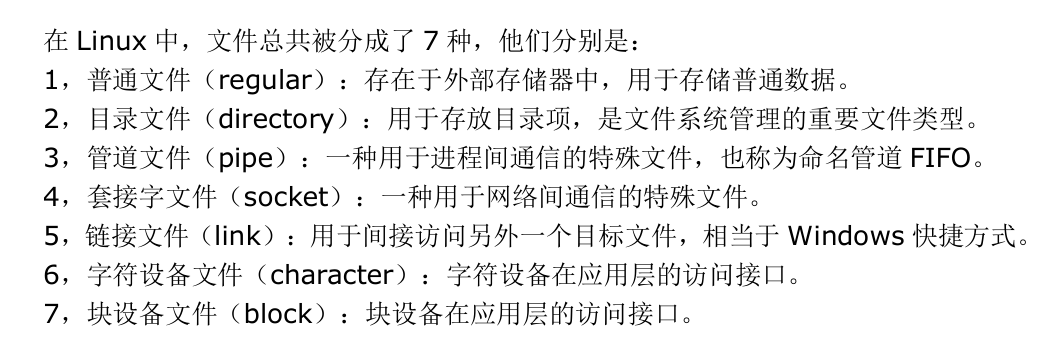 在 Linux 中，文件总共被分成了 7 种，他们分别是：
1，普通文件（regular）：存在于外部存储器中，用于存储普通数据。
2，目录文件（directory）：用于存放目录项，是文件系统管理的重要文件类型。
3，管道文件（pipe）：一种用于进程间通信的特殊文件，也称为命名管道 FIFO。
4，套接字文件（socket）：一种用于网络间通信的特殊文件。
5，链接文件（link）：用于间接访问另外一个目标文件，相当于 Windows 快捷方式。
6，字符设备文件（character）：字符设备在应用层的访问接口。
7，块设备文件（block）：块设备在应用层的访问接口。